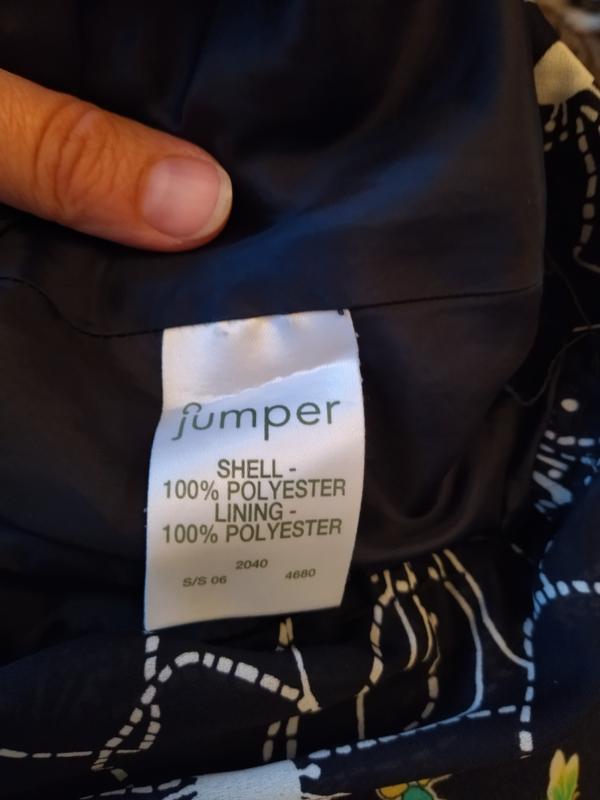 jumper
SHELL -
100% POLYESTER
LINING -
100% POLYESTER
2040
S/S 06 4680